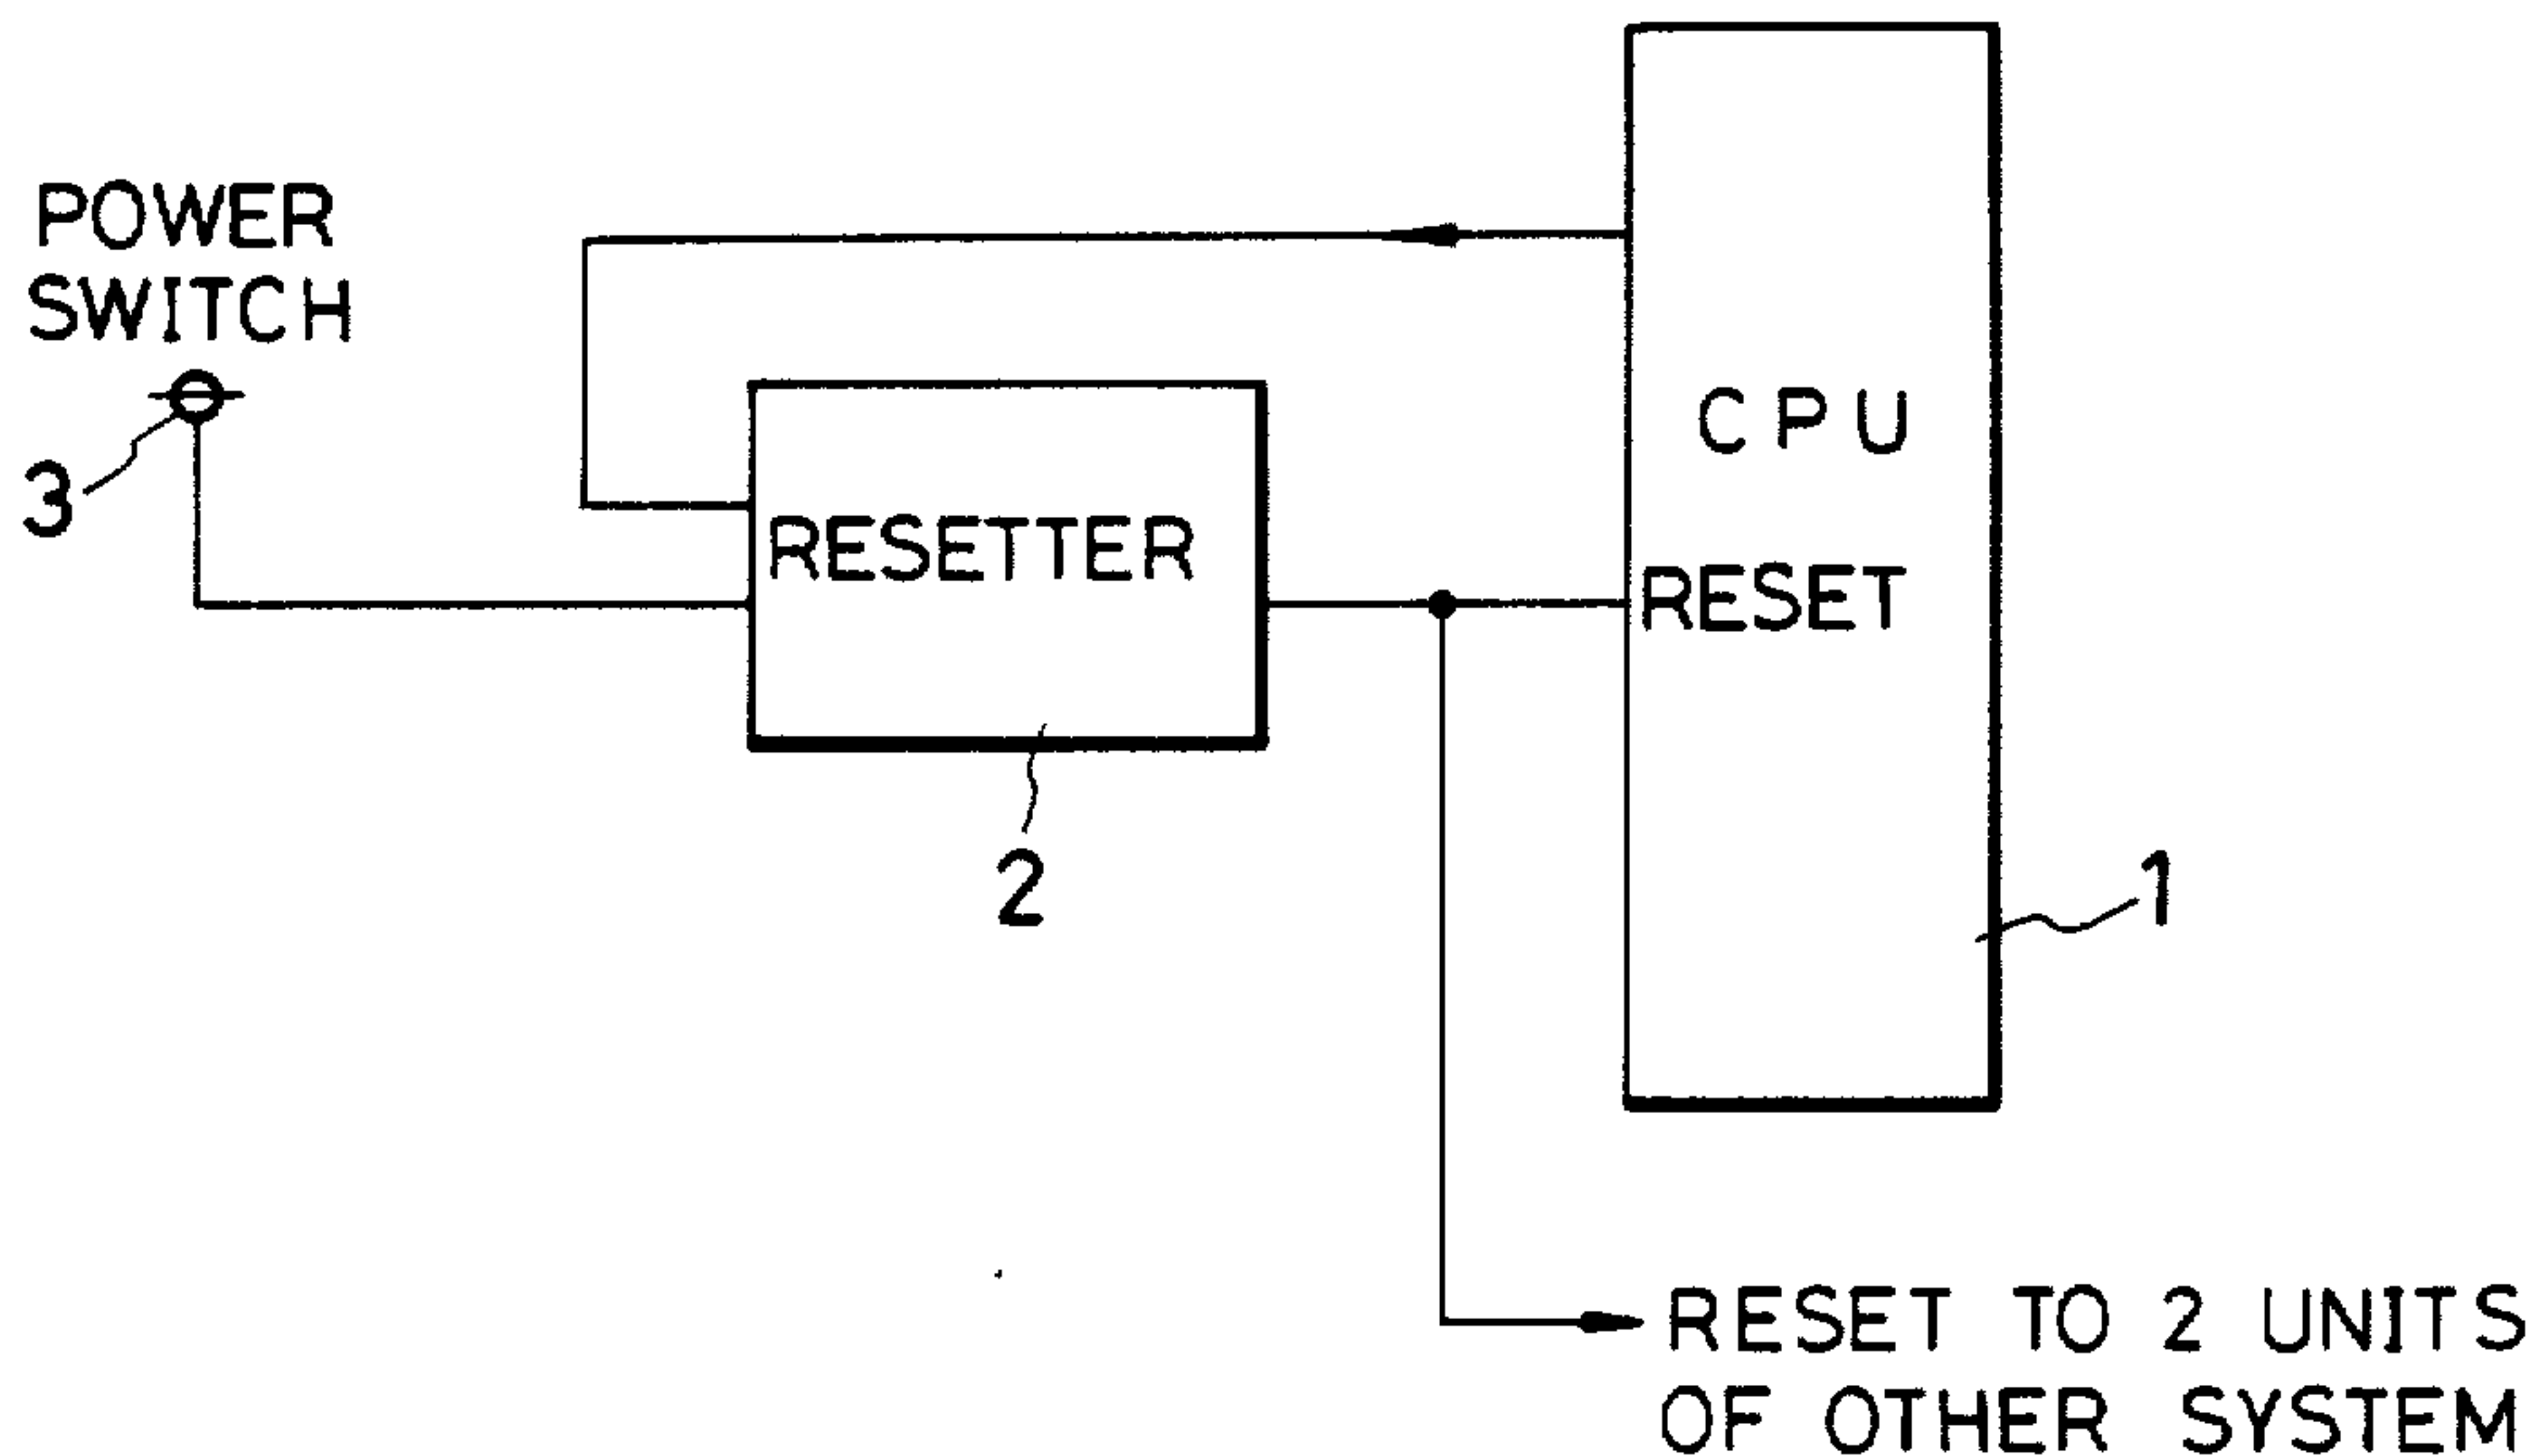 POWER
SWITCH
3
RESETTER
2
CPU
RESET
1
RESET TO 2 UNITS
OF OTHER SYSTEM